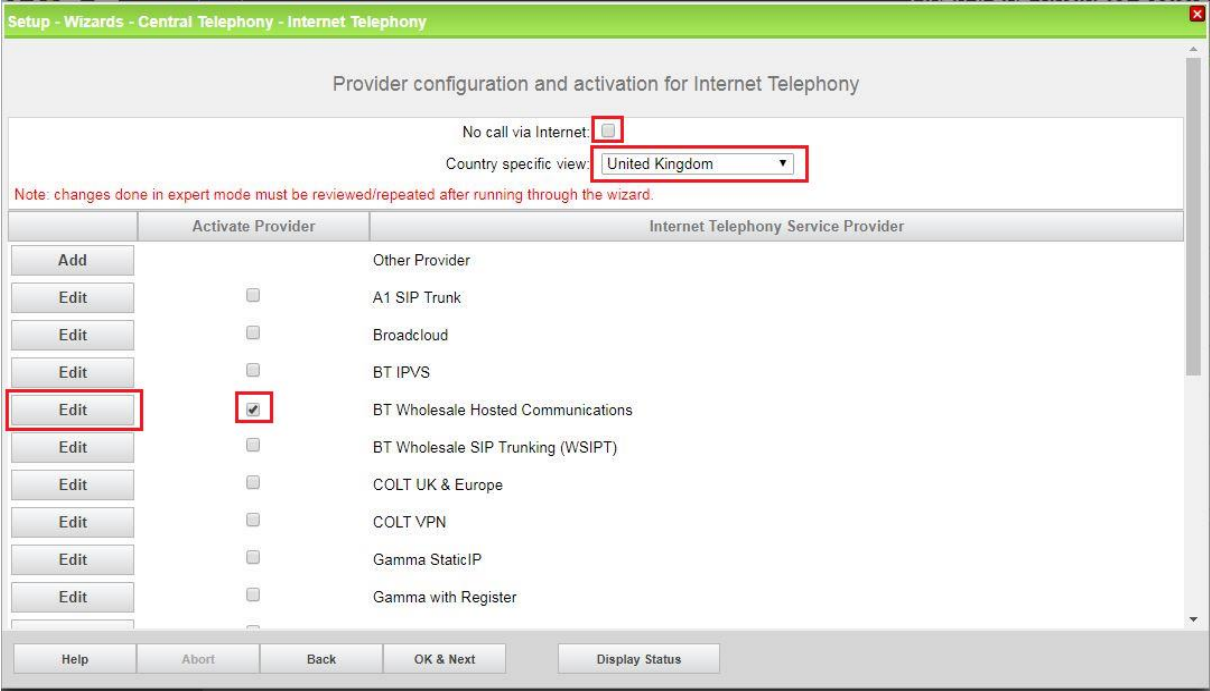 Setup - Wizards - Central Telephony - Internet Telephony
Provider configuration and activation for Internet Telephony
No call via Internet:
Country specific view: United Kingdom
Note: changes done in expert mode must be reviewed/repeated after running through the wizard.
Activate Provider Internet Telephony Service Provider
Add Other Provider
Edit A1 SIP Trunk
Edit Broadcloud
Edit BT IPVS
Edit BT Wholesale Hosted Communications
Edit BT Wholesale SIP Trunking (WSIPT)
Edit COLT UK & Europe
Edit COLT VPN
Edit Gamma StaticIP
Edit Gamma with Register
Help Abort Back OK & Next Display Status